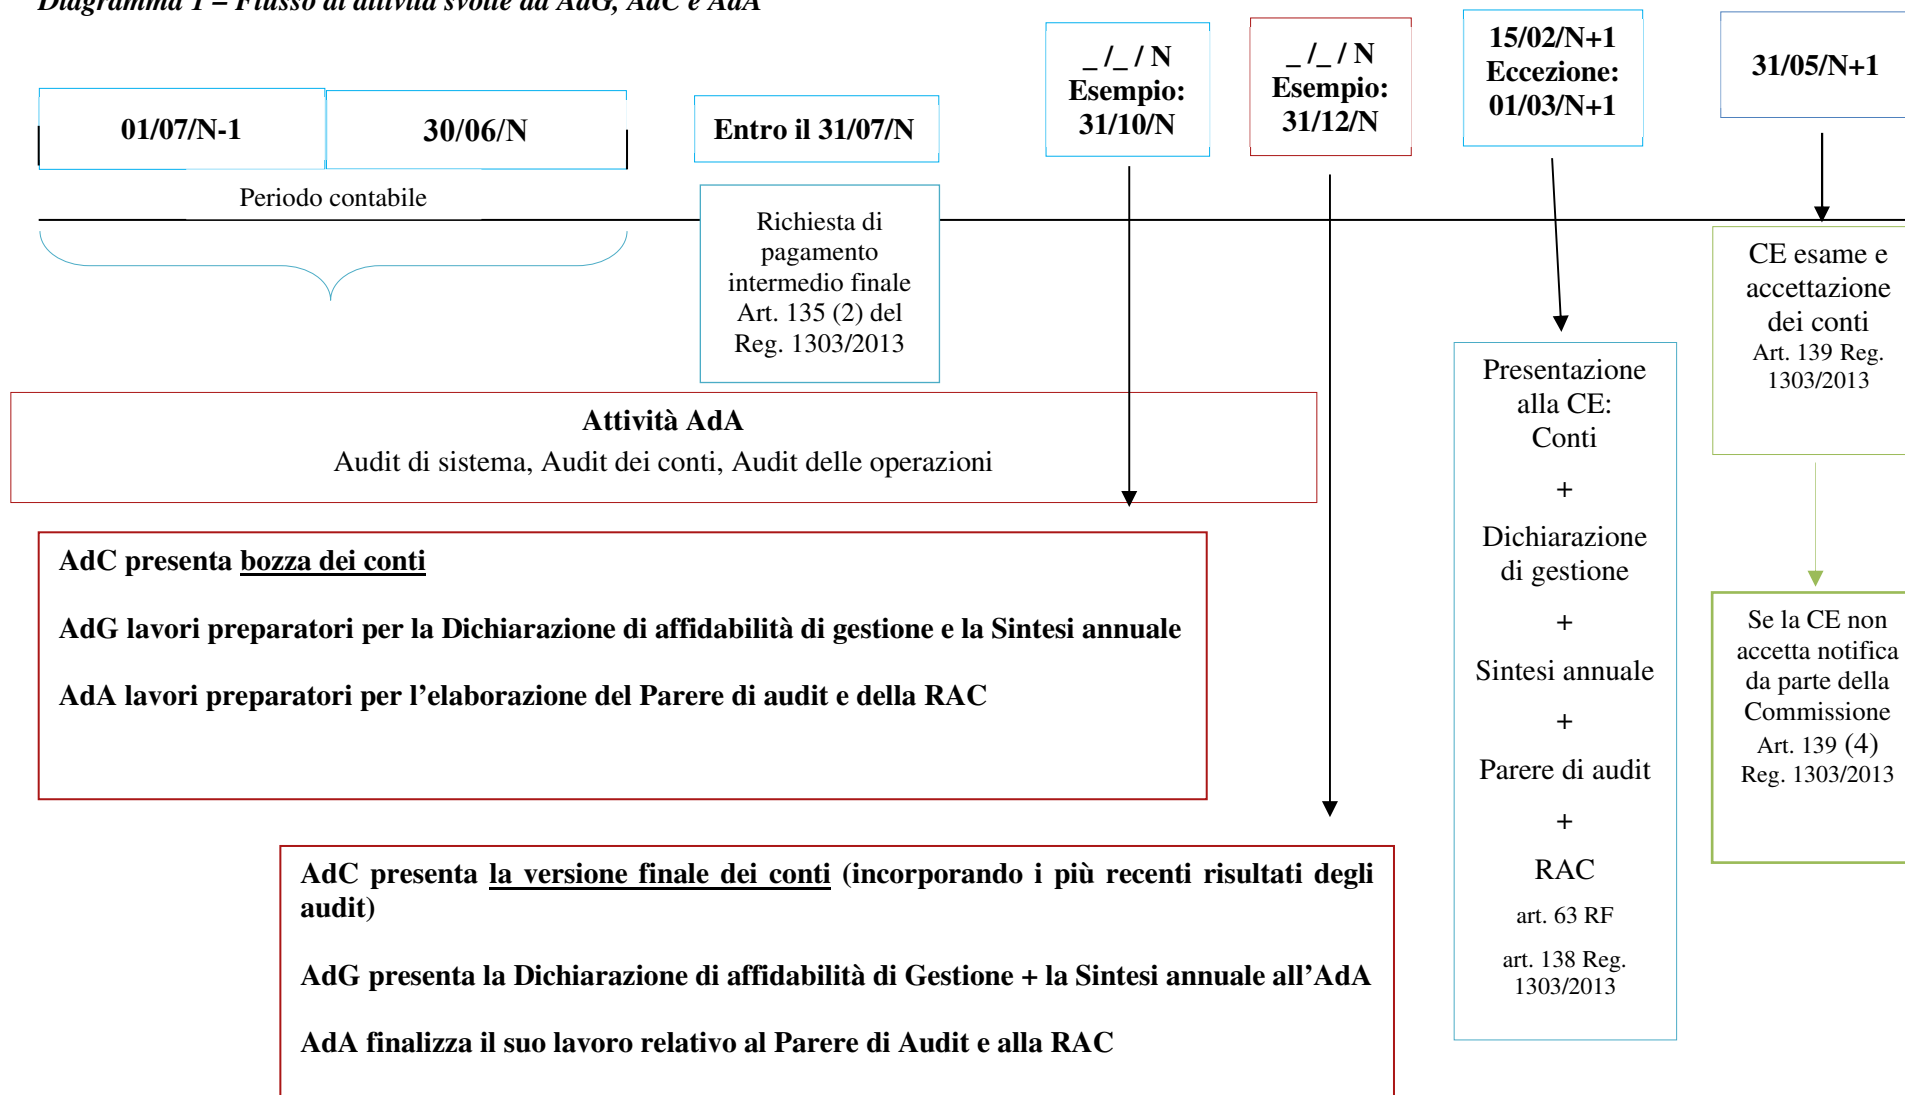 Diagramma 1 – Flusso di attività svolte da AdG, AdC e AdA
01/07/N-1
30/06/N
Periodo contabile
Entro il 31/07/N
Richiesta di
pagamento
intermedio finale
Art. 135 (2) del
Reg. 1303/2013
_ /_ / N
Esempio:
31/10/N
_ /_ / N
Esempio:
31/12/N
15/02/N+1
Eccezione:
01/03/N+1
31/05/N+1
Attività AdA
Audit di sistema, Audit dei conti, Audit delle operazioni
AdC presenta bozza dei conti
AdG lavori preparatori per la Dichiarazione di affidabilità di gestione e la Sintesi annuale
AdA lavori preparatori per l’elaborazione del Parere di audit e della RAC
AdC presenta la versione finale dei conti (incorporando i più recenti risultati degli
audit)
AdG presenta la Dichiarazione di affidabilità di Gestione + la Sintesi annuale all’AdA
AdA finalizza il suo lavoro relativo al Parere di Audit e alla RAC
Presentazione
alla CE:
Conti
+
Dichiarazione
di gestione
+
Sintesi annuale
+
Parere di audit
+
RAC
art. 63 RF
art. 138 Reg.
1303/2013
CE esame e
accettazione
dei conti
Art. 139 Reg.
1303/2013
Se la CE non
accetta notifica
da parte della
Commissione
Art. 139 (4)
Reg. 1303/2013